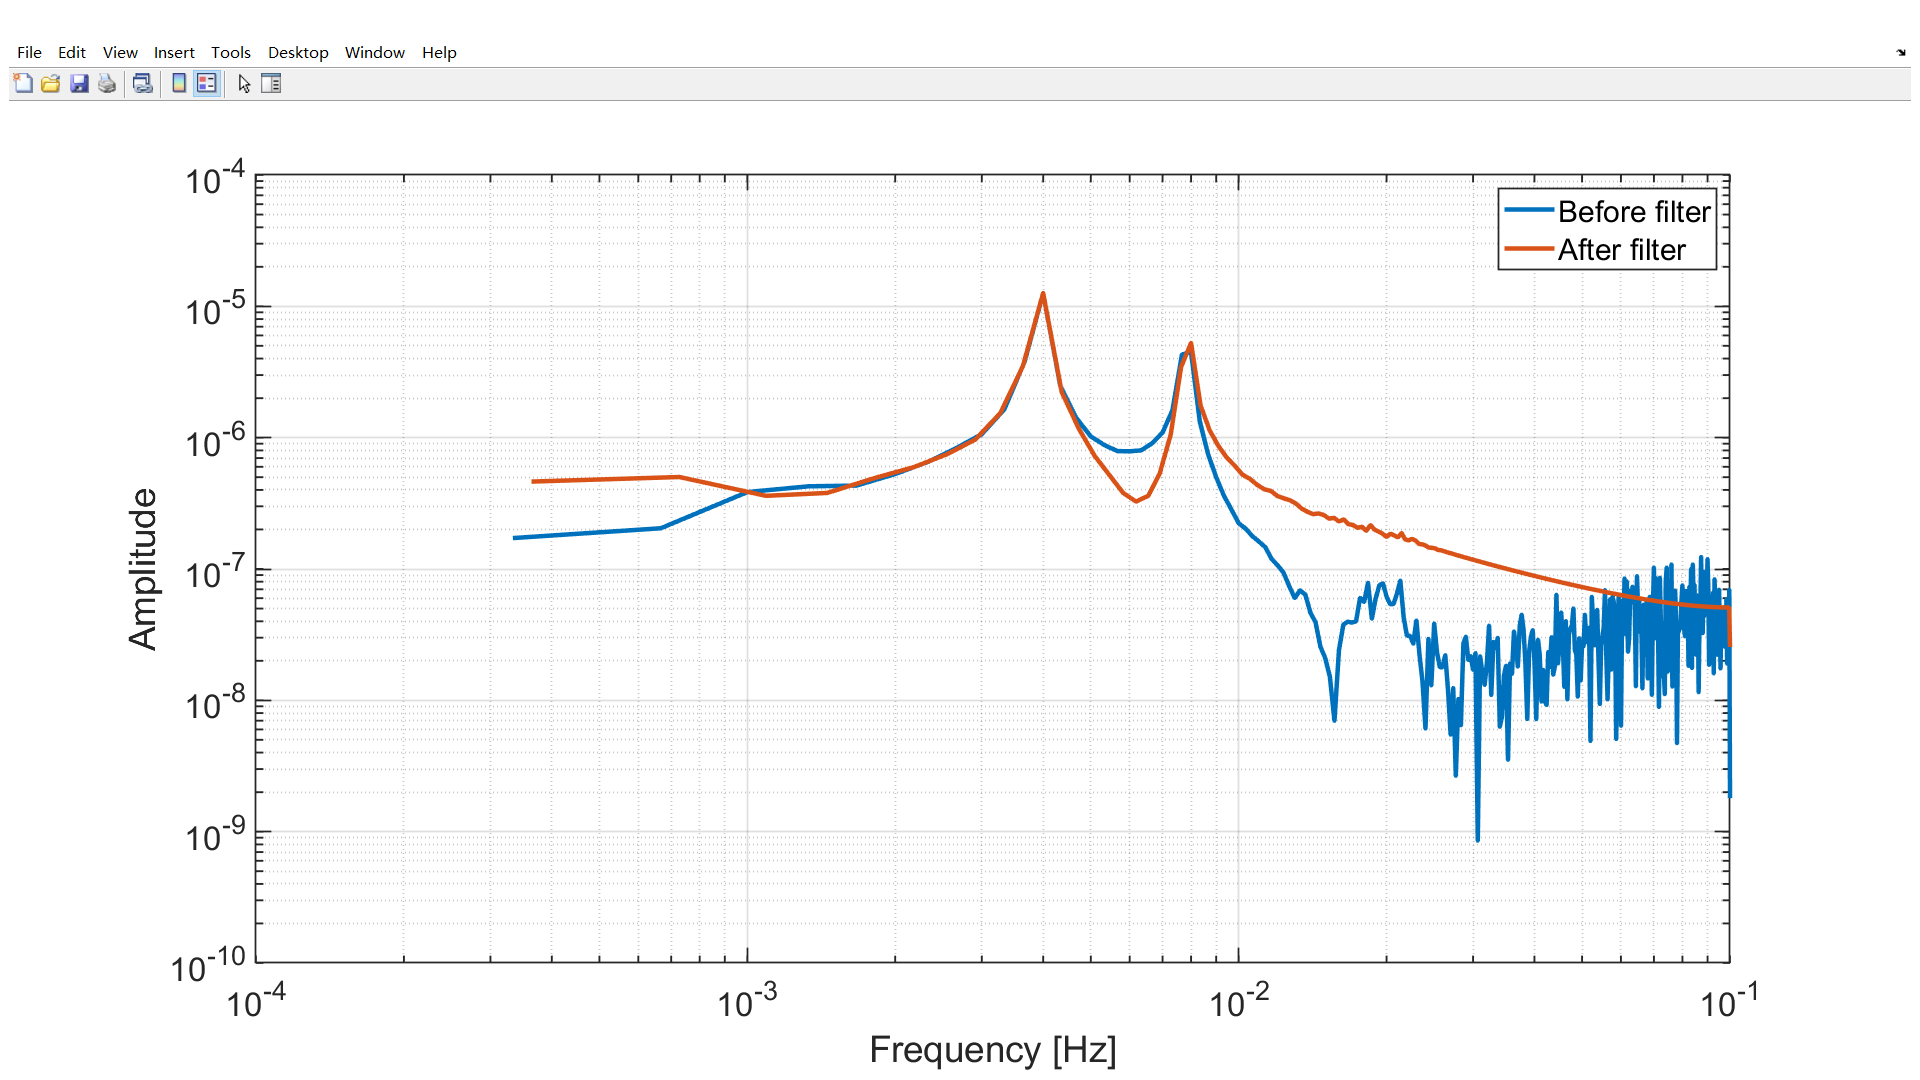 File Edit View Insert Tools Desktop Window Help
Before filter
After filter
Amplitude
10^-4
10^-5
10^-6
10^-7
10^-8
10^-9
10^-10
10^-4 10^-3 10^-2 10^-1
Frequency [Hz]